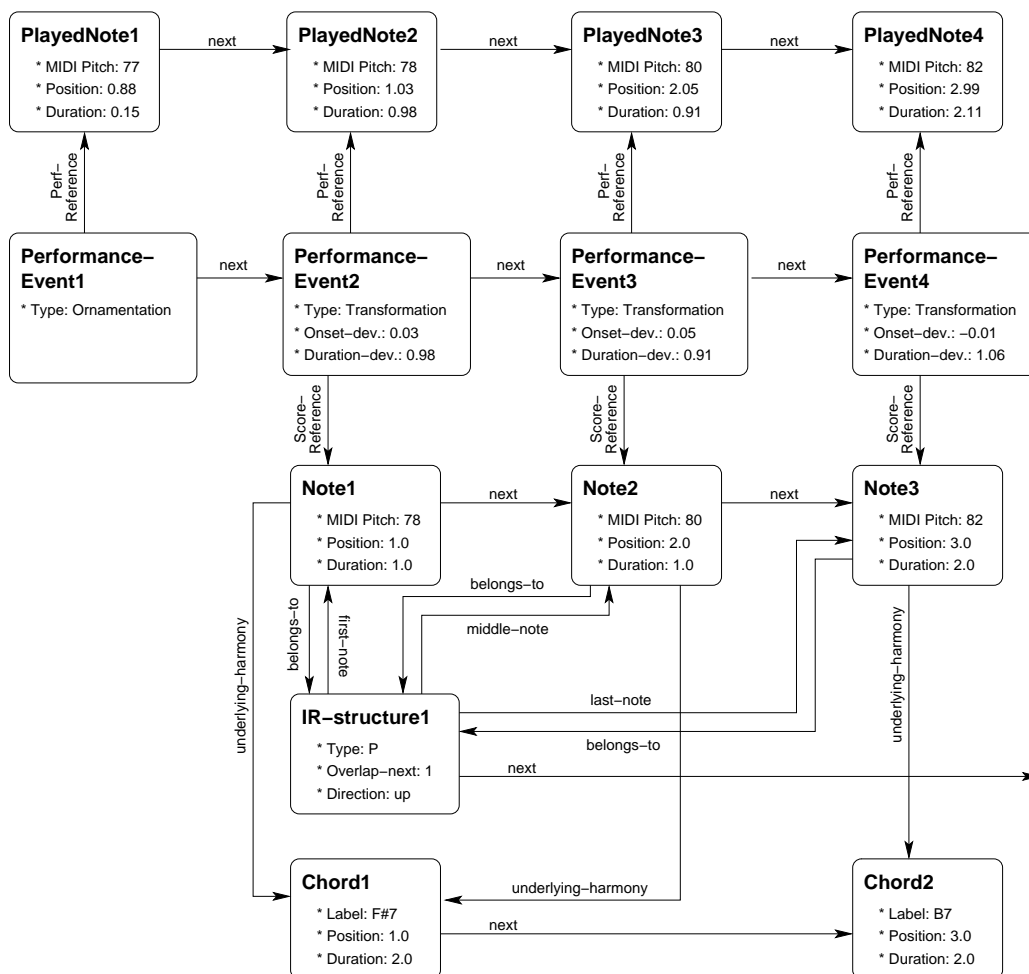 PlayedNote1
* MIDI Pitch: 77
* Position: 0.88
* Duration: 0.15
next
PlayedNote2
* MIDI Pitch: 78
* Position: 1.03
* Duration: 0.98
next
PlayedNote3
* MIDI Pitch: 80
* Position: 2.05
* Duration: 0.91
next
PlayedNote4
* MIDI Pitch: 82
* Position: 2.99
* Duration: 2.11
Perf−
Reference
Perf−
Reference
Perf−
Reference
Perf−
Reference
Performance−
Event1
* Type: Ornamentation
next
Performance−
Event2
* Type: Transformation
* Onset−dev.: 0.03
* Duration−dev.: 0.98
next
Performance−
Event3
* Type: Transformation
* Onset−dev.: 0.05
* Duration−dev.: 0.91
next
Performance−
Event4
* Type: Transformation
* Onset−dev.: −0.01
* Duration−dev.: 1.06
Score−
Reference
Score−
Reference
Score−
Reference
Note1
* MIDI Pitch: 78
* Position: 1.0
* Duration: 1.0
next
Note2
* MIDI Pitch: 80
* Position: 2.0
* Duration: 1.0
next
Note3
* MIDI Pitch: 82
* Position: 3.0
* Duration: 2.0
underlying−harmony
belongs−to
first−note
belongs−to
middle−note
last−note
belongs−to
underlying−harmony
IR−structure1
* Type: P
* Overlap−next: 1
* Direction: up
next
underlying−harmony
Chord1
* Label: F#7
* Position: 1.0
* Duration: 2.0
next
Chord2
* Label: B7
* Position: 3.0
* Duration: 2.0